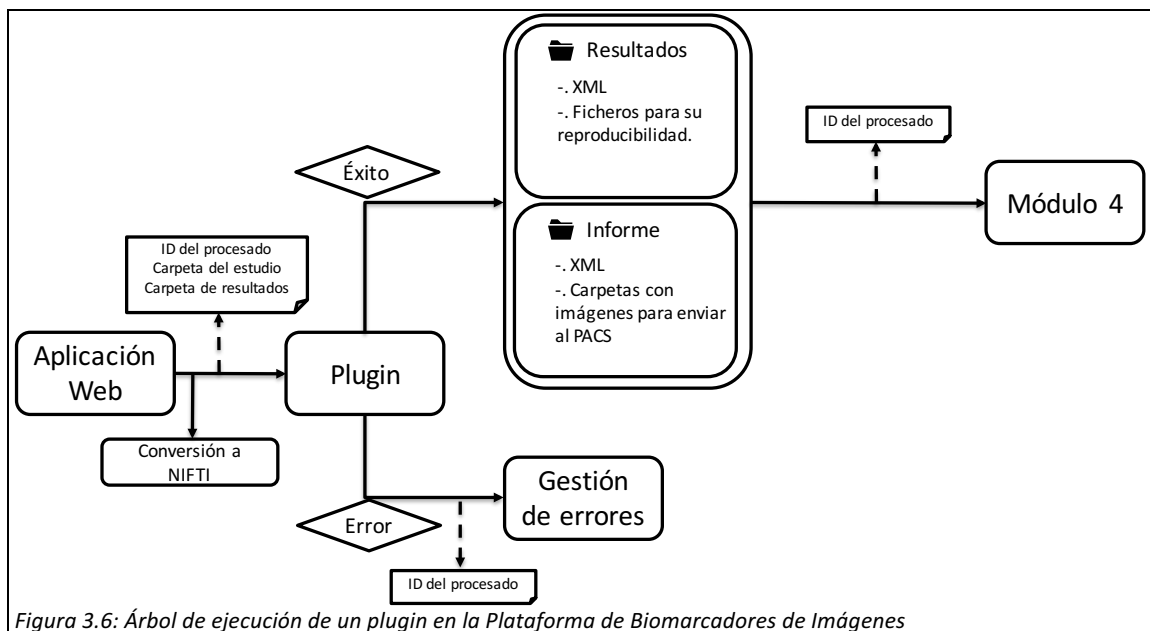 Resultados
-. XML
-. Ficheros para su
reproducibilidad.
ID del procesado
Éxito
Módulo 4
Informe
-. XML
-. Carpetas con
imágenes para enviar
al PACS
ID del procesado
Carpeta del estudio
Carpeta de resultados
Aplicación
Web
Plugin
Conversión a
NIFTI
Gestión
de errores
Error
ID del procesado
Figura 3.6: Árbol de ejecución de un plugin en la Plataforma de Biomarcadores de Imágenes